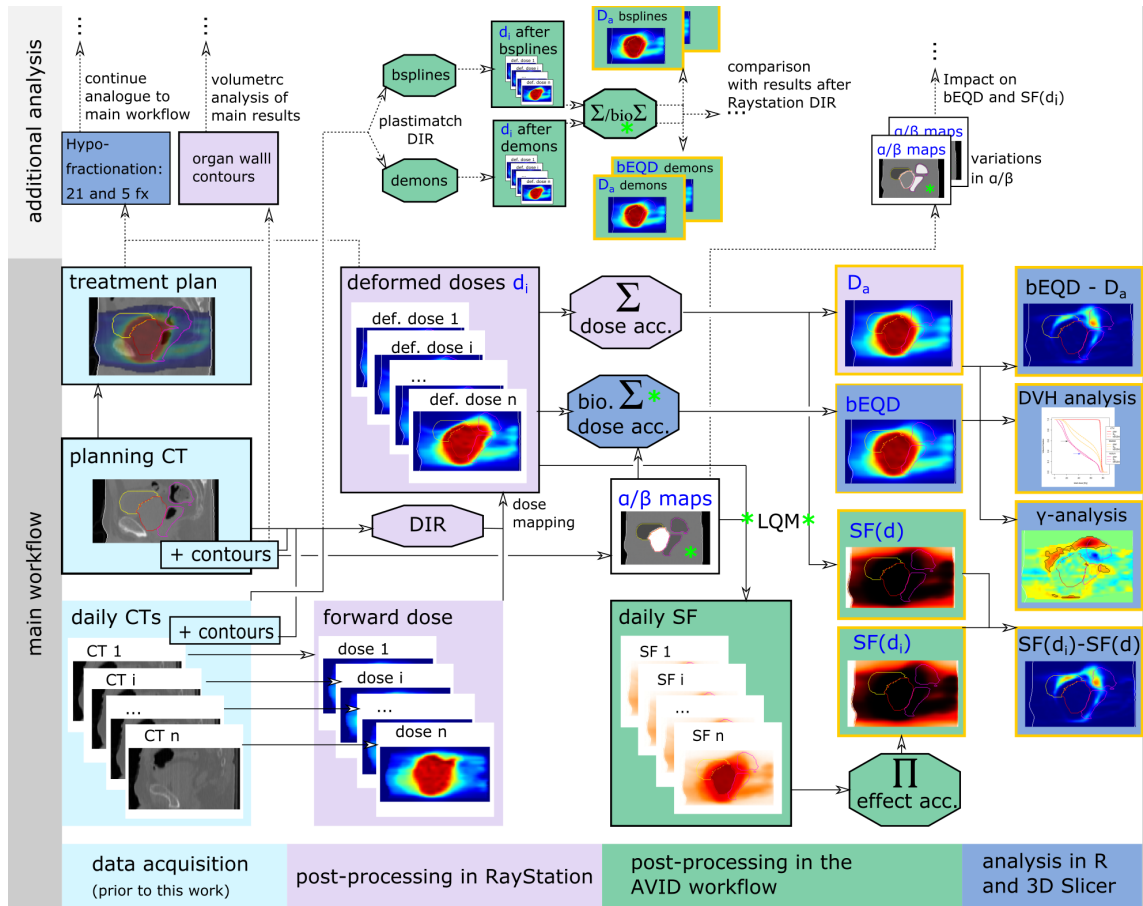 additional analysis
⋮
continue
analogue to
main workflow
Hypo-
fractionation:
21 and 5 fx
⋮
volumetrc
analysis of
main results
organ walll
contours
bsplines
plastimatch
DIR
demons
dᵢ after
bsplines
def. dose 1
def. dose n
dᵢ after
demons
def. dose n
Σ/bioΣ
*
Dₐ bsplines
bEQD demons
Dₐ demons
comparison
with results after
Raystation DIR
...
⋮
Impact on
bEQD and SF(dᵢ)
α/β maps
α/β maps
*
variations
in α/β
main workflow
treatment plan
planning CT
+ contours
daily CTs
+ contours
CT 1
CT i
...
CT n
DIR
dose
mapping
forward dose
dose 1
dose i
...
dose n
deformed doses dᵢ
def. dose 1
def. dose i
...
def. dose n
Σ
dose acc.
bio. Σ*
dose acc.
α/β maps
*
* LQM *
daily SF
SF 1
SF i
...
SF n
∏
effect acc.
Dₐ
bEQD
SF(d)
SF(dᵢ)
bEQD - Dₐ
DVH analysis
γ-analysis
SF(dᵢ)-SF(d)
data acquisition
(prior to this work)
post-processing in RayStation
post-processing in the
AVID workflow
analysis in R
and 3D Slicer